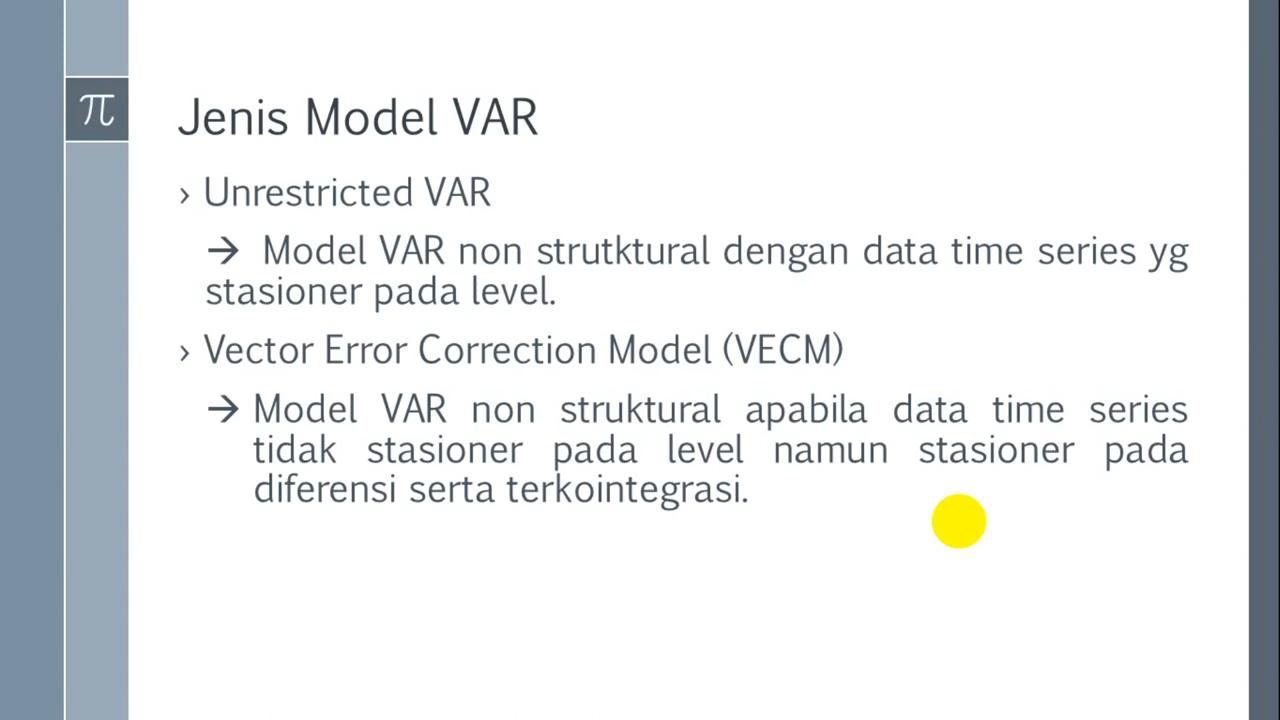 π
Jenis Model VAR
› Unrestricted VAR
→ Model VAR non strutktural dengan data time series yg
stasioner pada level.
› Vector Error Correction Model (VECM)
→ Model VAR non struktural apabila data time series
tidak stasioner pada level namun stasioner pada
diferensi serta terkointegrasi.